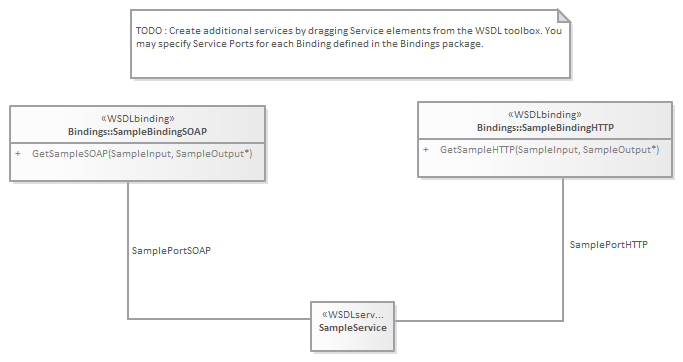 TODO : Create additional services by dragging Service elements from the WSDL toolbox. You
may specify Service Ports for each Binding defined in the Bindings package.
«WSDLbinding»
Bindings::SampleBindingSOAP
+ GetSampleSOAP(SampleInput, SampleOutput*)
«WSDLbinding»
Bindings::SampleBindingHTTP
+ GetSampleHTTP(SampleInput, SampleOutput*)
SamplePortSOAP
SamplePortHTTP
«WSDLserv...
SampleService